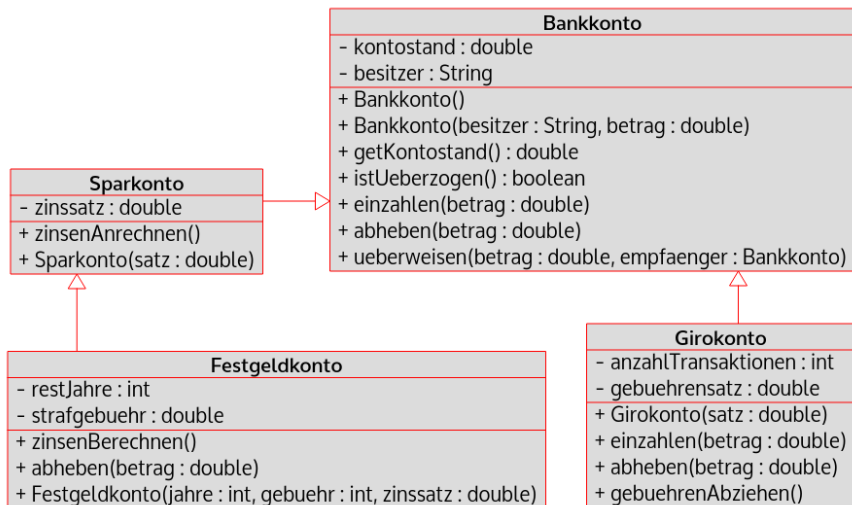 Bankkonto
- kontostand : double
- besitzer : String
+ Bankkonto()
+ Bankkonto(besitzer : String, betrag : double)
+ getKontostand() : double
+ istUeberzogen() : boolean
+ einzahlen(betrag : double)
+ abheben(betrag : double)
+ ueberweisen(betrag : double, empfaenger : Bankkonto)
Sparkonto
- zinssatz : double
+ zinsenAnrechnen()
+ Sparkonto(satz : double)
Festgeldkonto
- restJahre : int
- strafgebuehr : double
+ zinsenBerechnen()
+ abheben(betrag : double)
+ Festgeldkonto(jahre : int, gebuehr : int, zinssatz : double)
Girokonto
- anzahlTransaktionen : int
- gebuehrensatz : double
+ Girokonto(satz : double)
+ einzahlen(betrag : double)
+ abheben(betrag : double)
+ gebuehrenAbziehen()